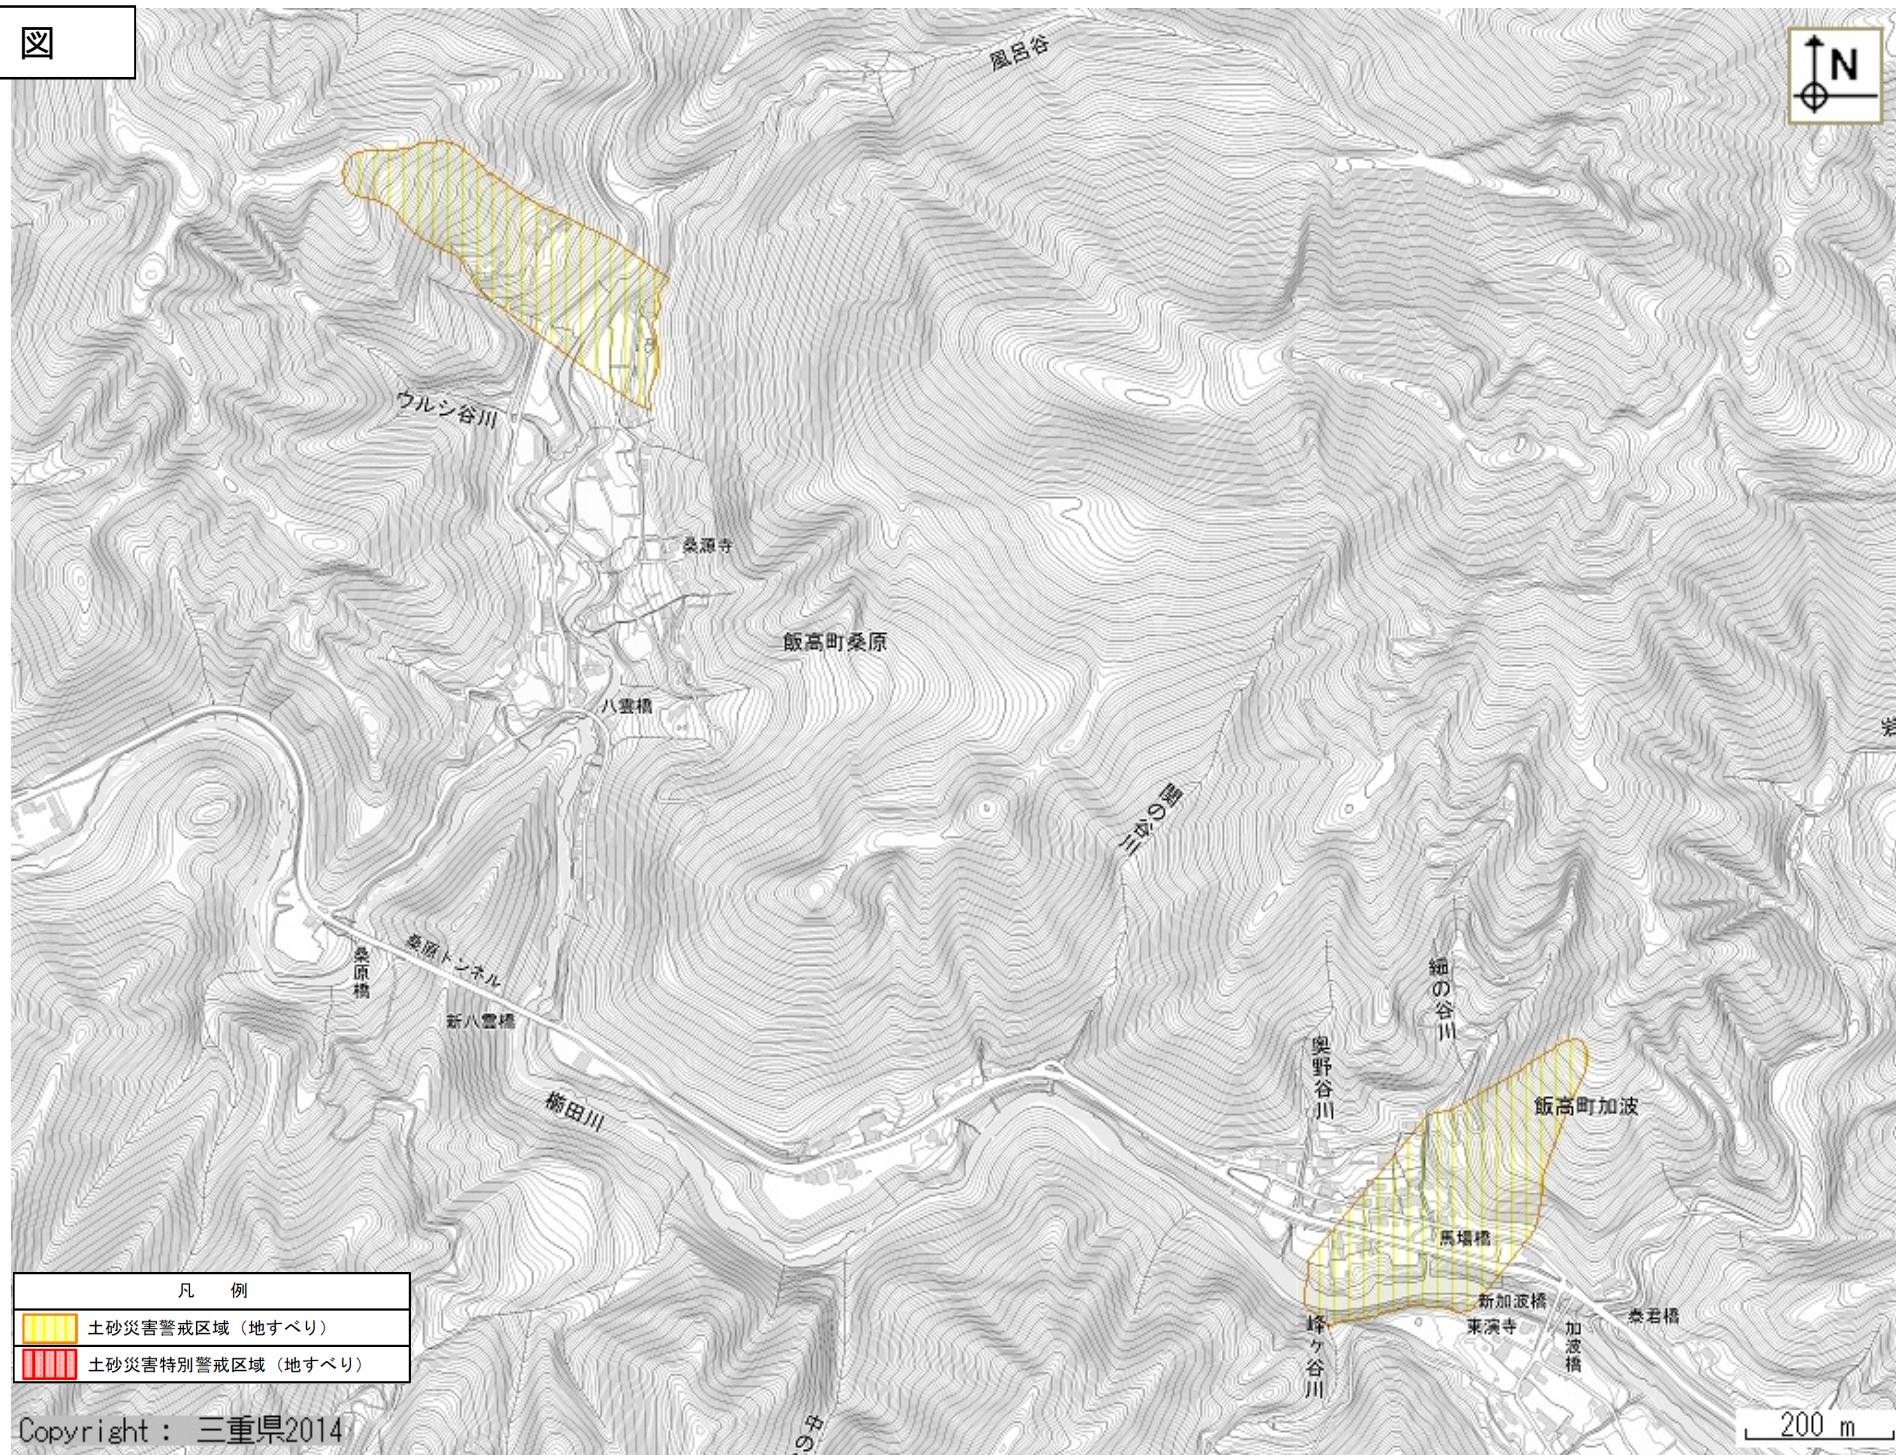 図
風呂谷
N
ウルシ谷川
桑源寺
飯高町桑原
八雲橋
関の谷川
桑原橋
桑原トンネル
新八雲橋
櫛田川
細の谷川
奥野谷川
飯高町加波
馬場橋
新加波橋
泰君橋
東演寺
加波橋
峰ヶ谷川
凡 例
土砂災害警戒区域(地すべり)
土砂災害特別警戒区域(地すべり)
Copyright : 三重県2014
200 m